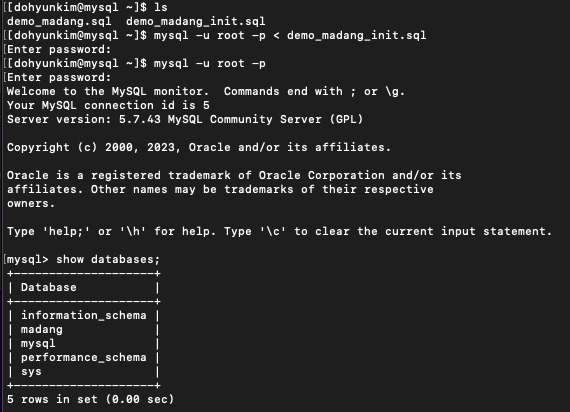 [[dohyunkim@mysql ~]$ ls
demo_madang.sql  demo_madang_init.sql
[[dohyunkim@mysql ~]$ mysql -u root -p < demo_madang_init.sql
[Enter password:
[[dohyunkim@mysql ~]$ mysql -u root -p
[Enter password:
Welcome to the MySQL monitor.  Commands end with ; or \g.
Your MySQL connection id is 5
Server version: 5.7.43 MySQL Community Server (GPL)

Copyright (c) 2000, 2023, Oracle and/or its affiliates.

Oracle is a registered trademark of Oracle Corporation and/or its
affiliates. Other names may be trademarks of their respective
owners.

Type 'help;' or '\h' for help. Type '\c' to clear the current input statement.

[mysql> show databases;
+--------------------+
| Database           |
+--------------------+
| information_schema |
| madang             |
| mysql              |
| performance_schema |
| sys                |
+--------------------+
5 rows in set (0.00 sec)